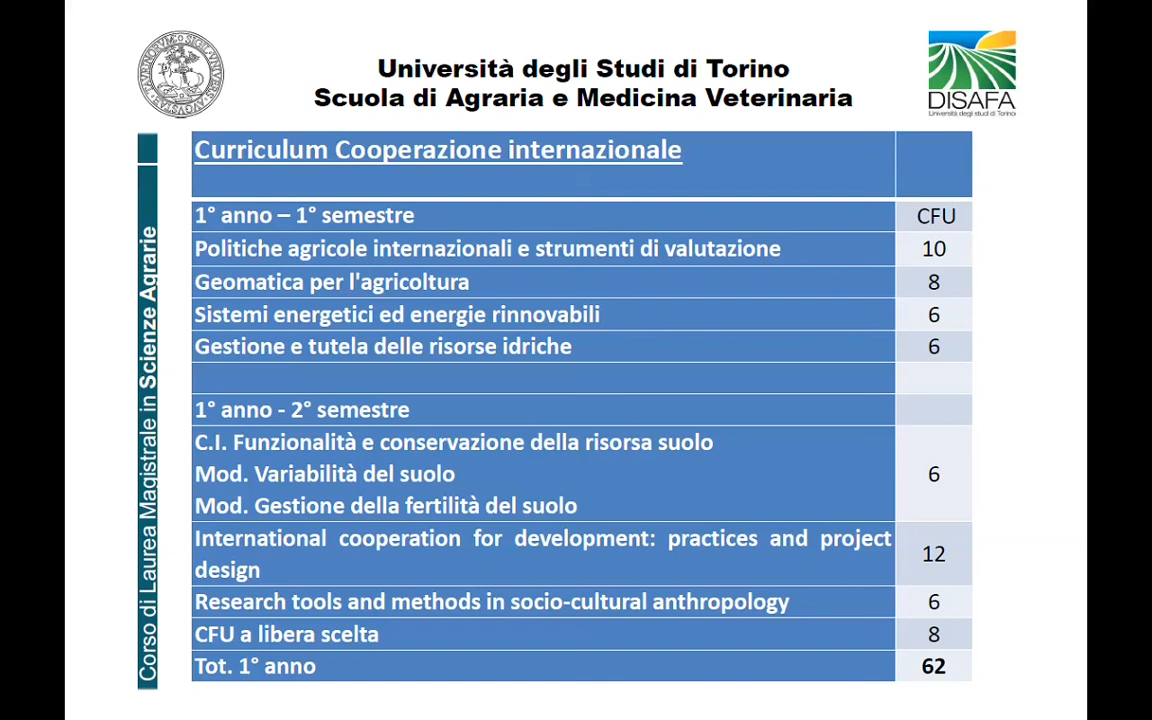 Università degli Studi di Torino
Scuola di Agraria e Medicina Veterinaria
DISAFA
Università degli studi di Torino
Corso di Laurea Magistrale in Scienze Agrarie
Curriculum Cooperazione internazionale
1° anno – 1° semestre CFU
Politiche agricole internazionali e strumenti di valutazione 10
Geomatica per l'agricoltura 8
Sistemi energetici ed energie rinnovabili 6
Gestione e tutela delle risorse idriche 6
1° anno - 2° semestre
C.I. Funzionalità e conservazione della risorsa suolo
Mod. Variabilità del suolo 6
Mod. Gestione della fertilità del suolo
International cooperation for development: practices and project
design 12
Research tools and methods in socio-cultural anthropology 6
CFU a libera scelta 8
Tot. 1° anno 62